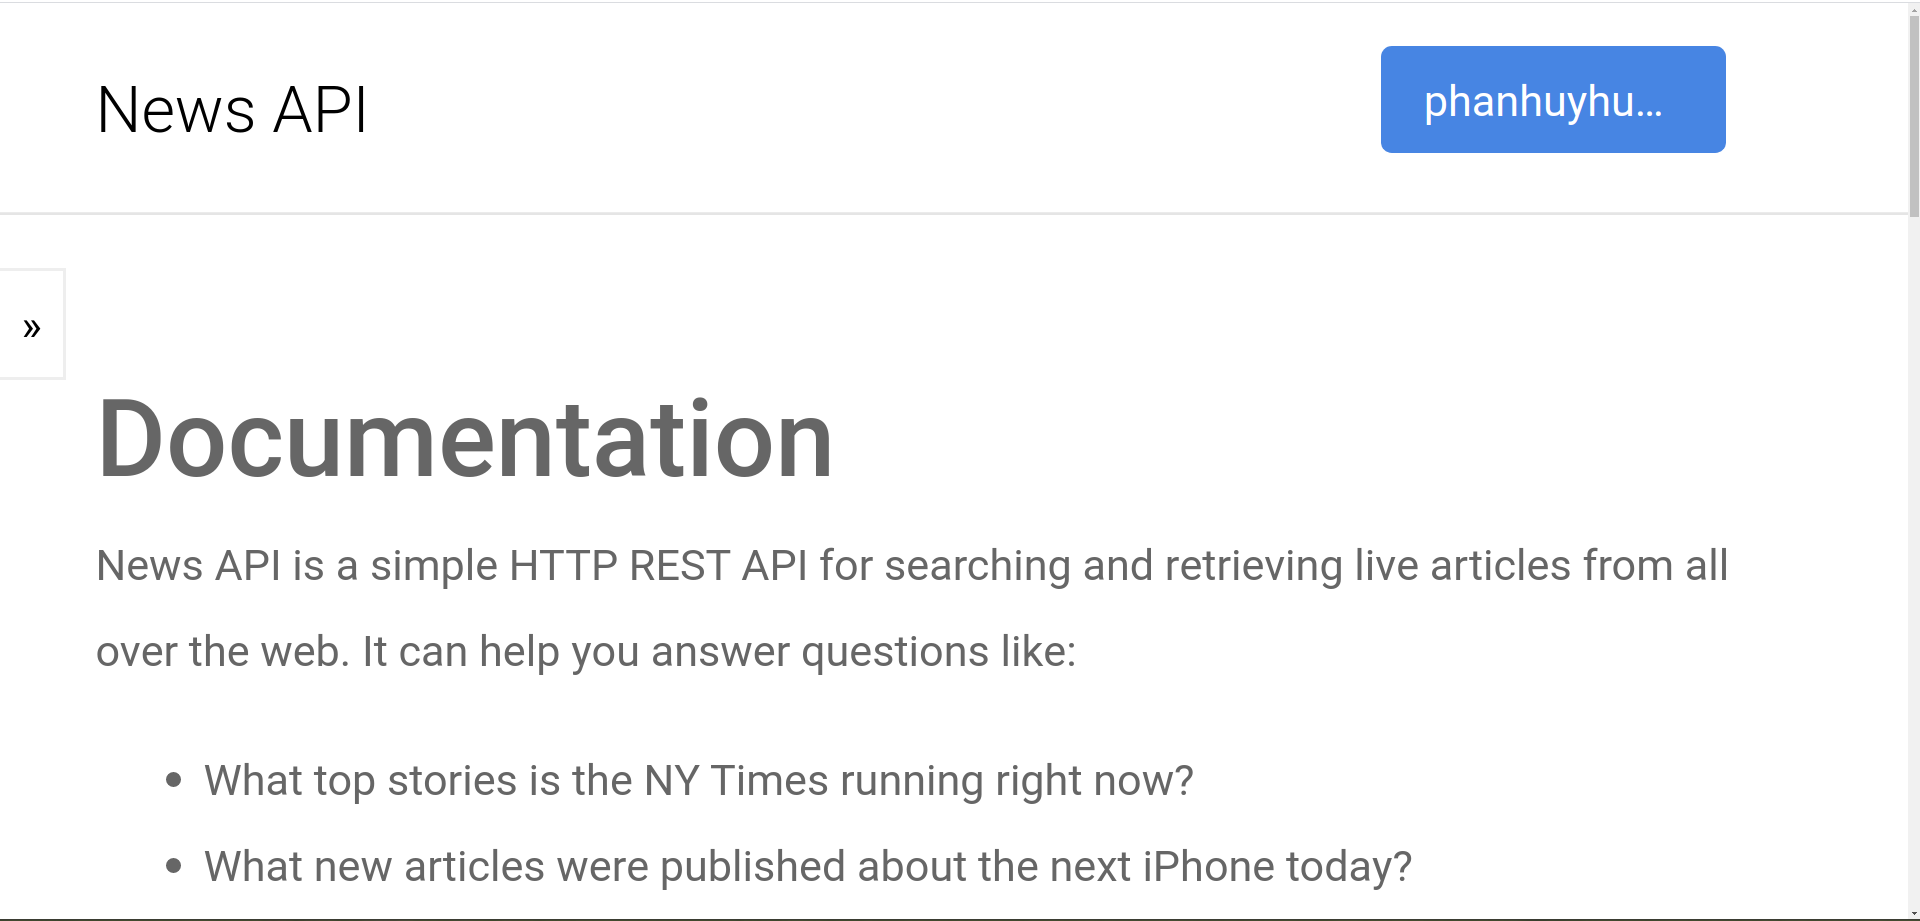 News API
phanhuyhu...
»
Documentation
News API is a simple HTTP REST API for searching and retrieving live articles from all
over the web. It can help you answer questions like:
• What top stories is the NY Times running right now?
• What new articles were published about the next iPhone today?